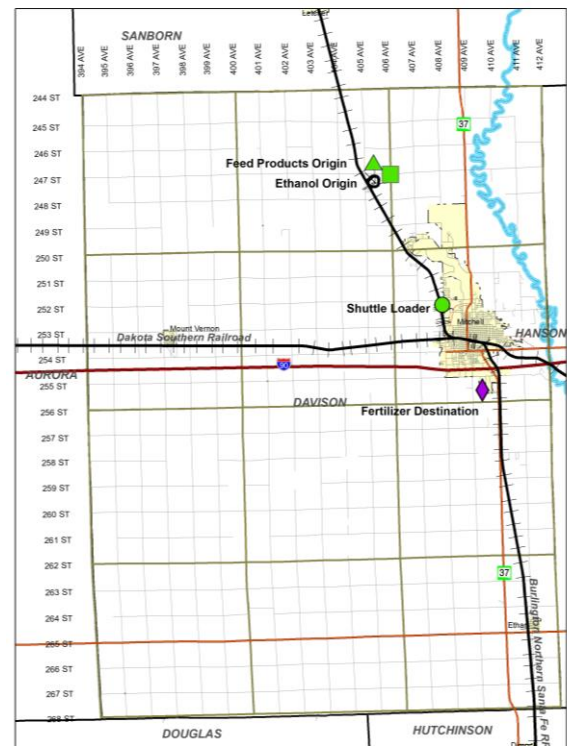 Letcher
SANBORN
394 AVE
395 AVE
396 AVE
397 AVE
398 AVE
399 AVE
400 AVE
401 AVE
402 AVE
403 AVE
405 AVE
406 AVE
407 AVE
408 AVE
409 AVE
410 AVE
411 AVE
412 AVE
244 ST
245 ST
37
246 ST
Feed Products Origin
247 ST
Ethanol Origin
248 ST
249 ST
250 ST
251 ST
252 ST
Shuttle Loader
Mitchell
253 ST
Mount Vernon
HANSON
Dakota Southern Railroad
254 ST
AURORA
90
255 ST
256 ST
DAVISON
Fertilizer Destination
257 ST
258 ST
259 ST
260 ST
261 ST
262 ST
37
263 ST
264 ST
Burlington Northern Santa Fe RR
265 ST
266 ST
267 ST
268 ST
DOUGLAS
HUTCHINSON